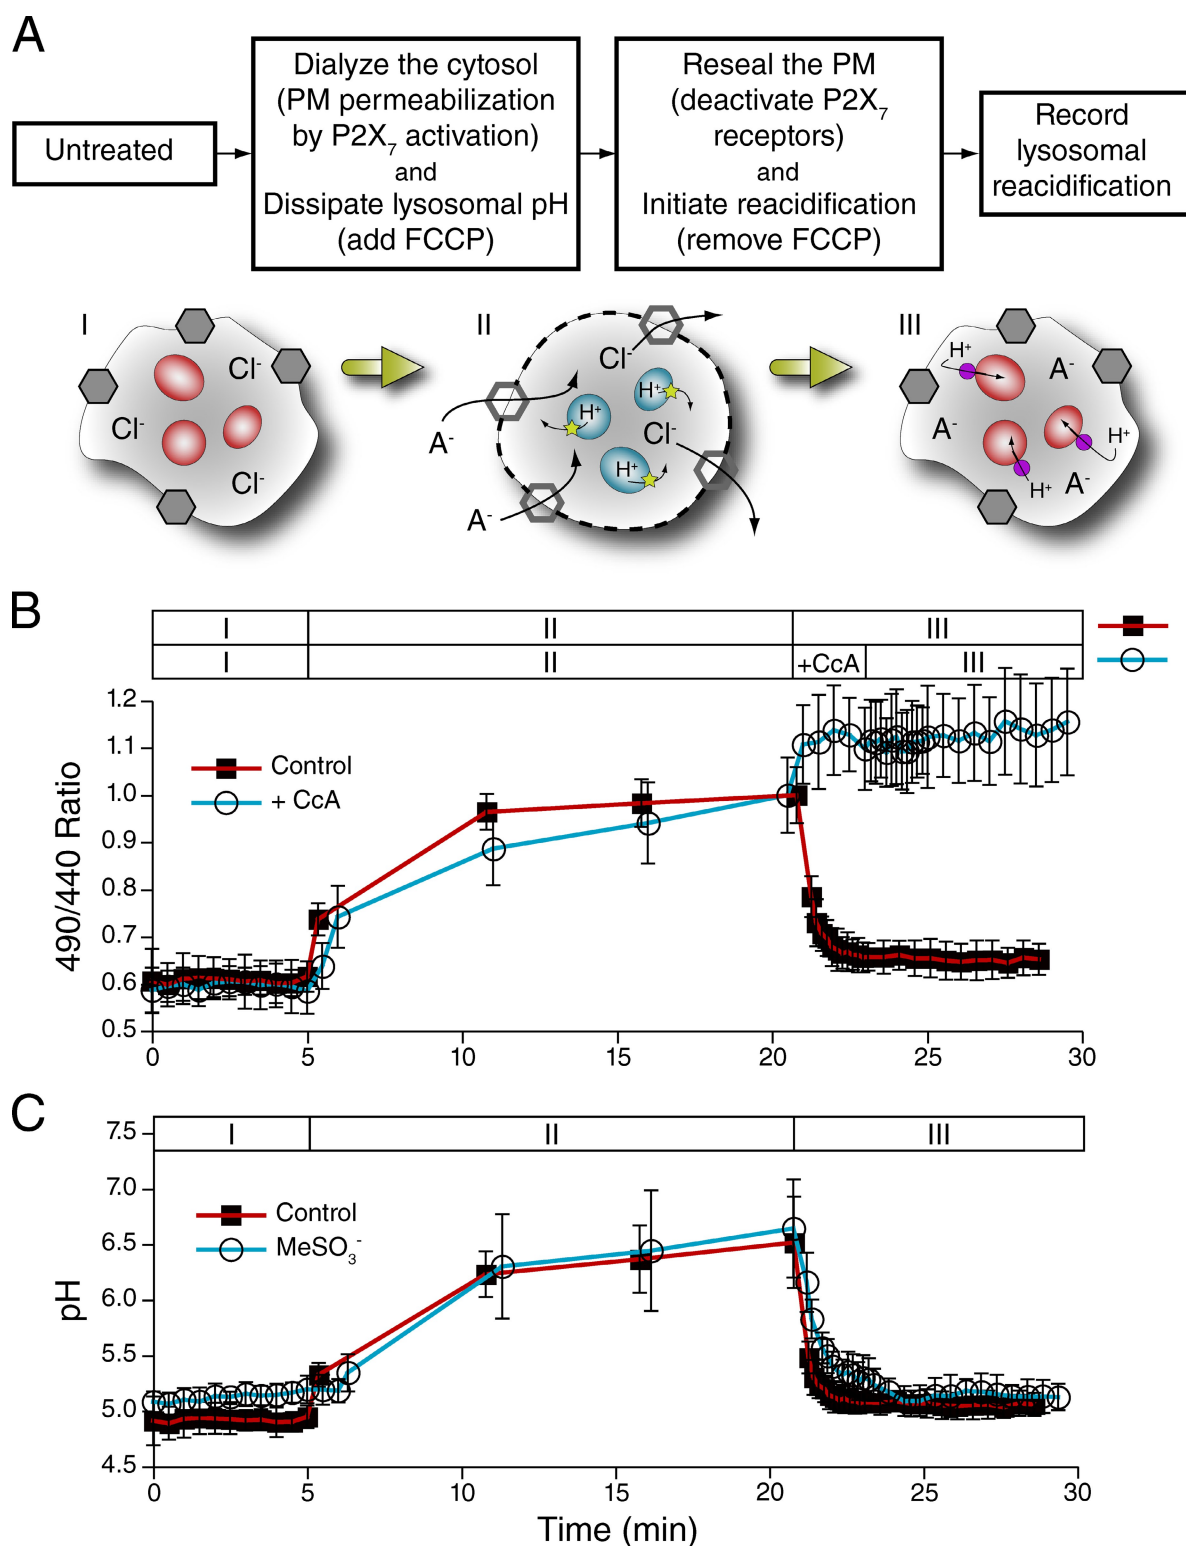 A
Untreated
Dialyze the cytosol
(PM permeabilization
by P2X7 activation)
and
Dissipate lysosomal pH
(add FCCP)
Reseal the PM
(deactivate P2X7
receptors)
and
Initiate reacidification
(remove FCCP)
Record
lysosomal
reacidification
I
Cl-
Cl-
Cl-
II
Cl-
H+
H+
Cl-
H+
A-
A-
III
H+
A-
A-
H+
H+
A-
B
I
II
III
I
II
+CcA
III
490/440 Ratio
1.2
1.1
1.0
0.9
0.8
0.7
0.6
0.5
Control
+ CcA
0 5 10 15 20 25 30
C
I
II
III
pH
7.5
7.0
6.5
6.0
5.5
5.0
4.5
Control
MeSO3-
0 5 10 15 20 25 30
Time (min)